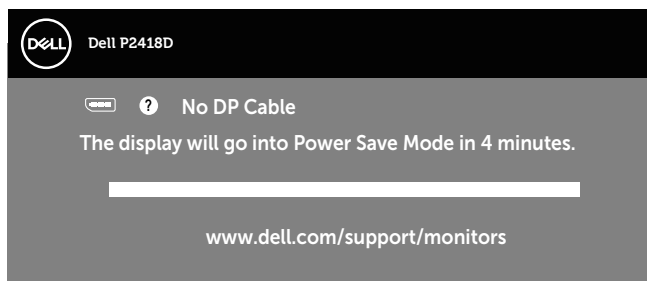 DELL Dell P2418D
? No DP Cable
The display will go into Power Save Mode in 4 minutes.
www.dell.com/support/monitors